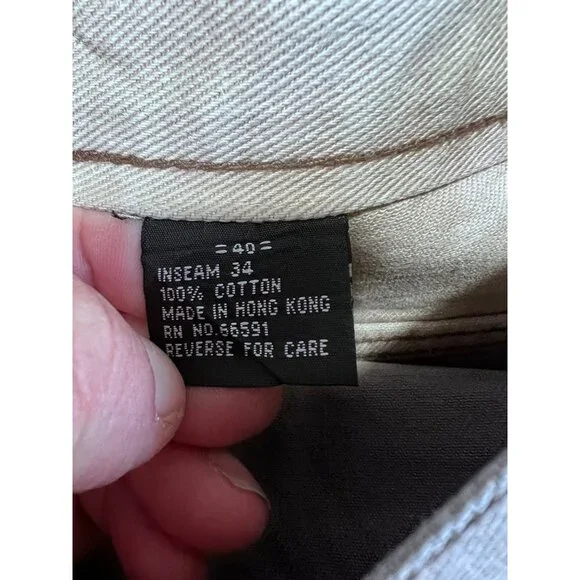 =40=
INSEAM 34
100% COTTON
MADE IN HONG KONG
RN NO.66591
REVERSE FOR CARE